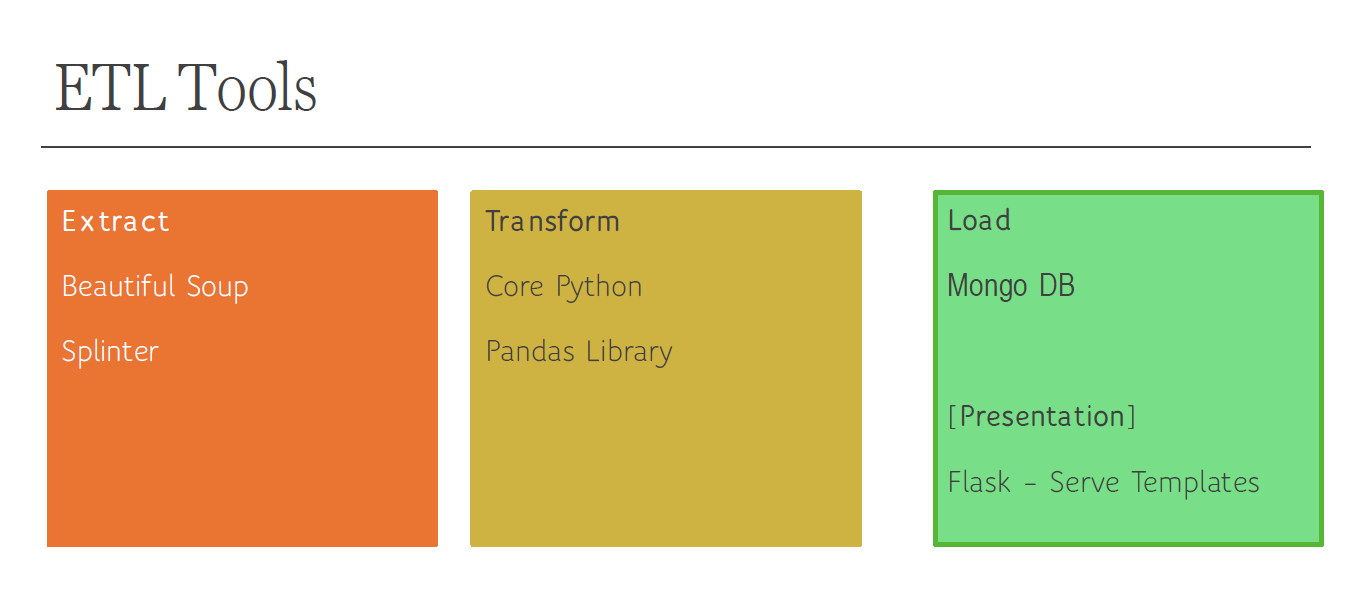 ETL Tools
Extract
Beautiful Soup
Splinter
Transform
Core Python
Pandas Library
Load
Mongo DB
[Presentation]
Flask – Serve Templates